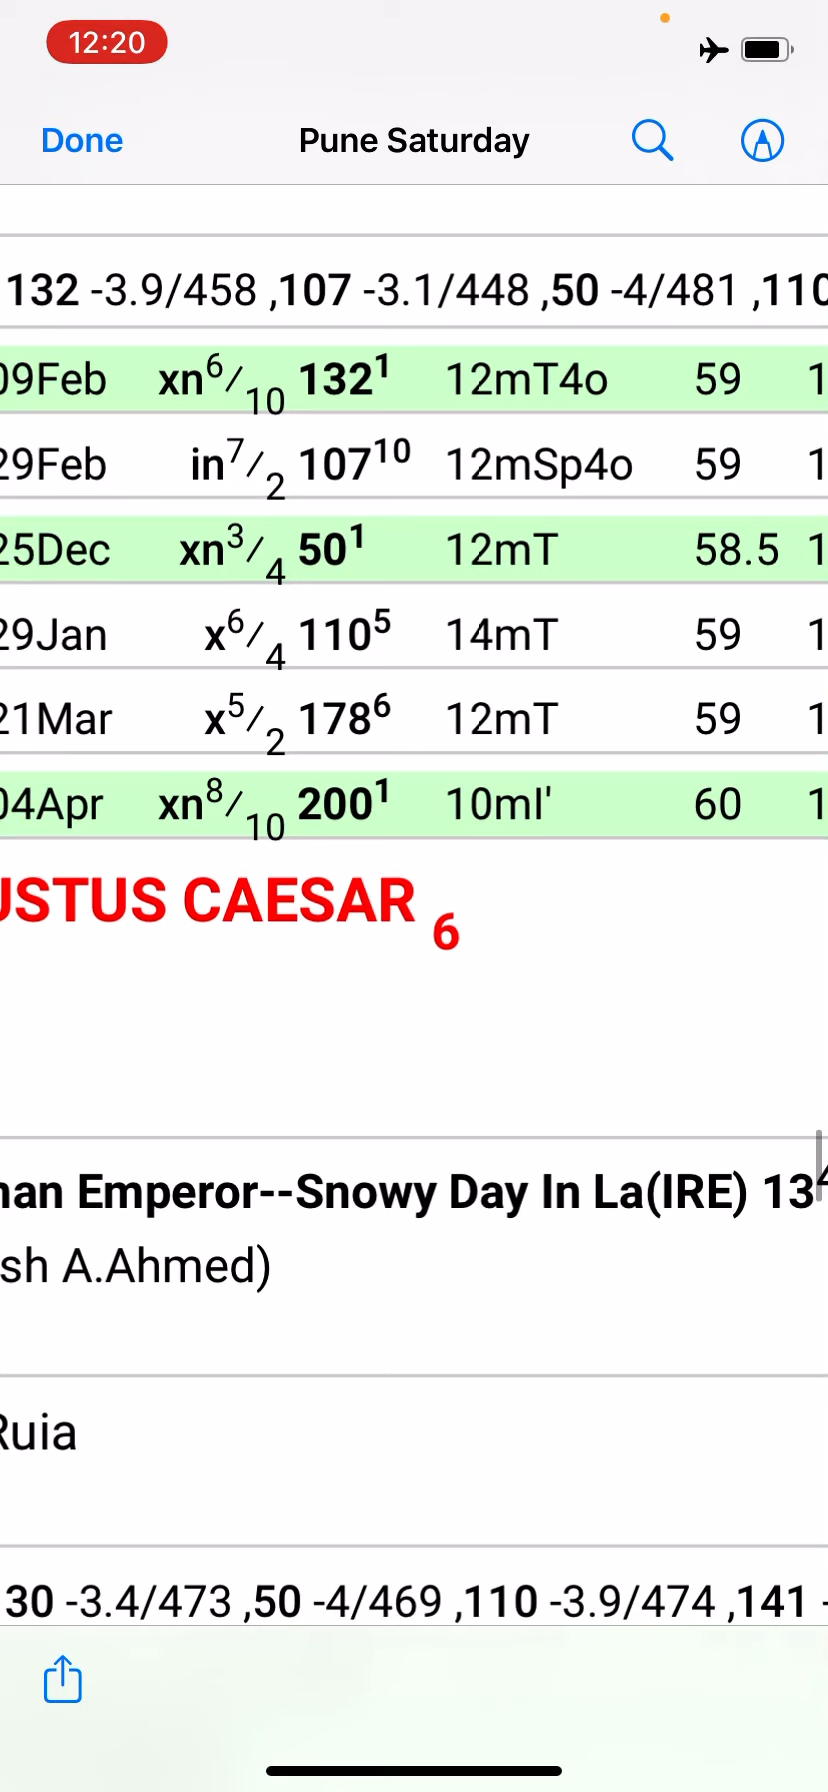 12:20
Done Pune Saturday
132 -3.9/458 ,107 -3.1/448 ,50 -4/481 ,110
09Feb xn6/10 132¹ 12mT4o 59 1
29Feb in7/2 107¹⁰ 12mSp4o 59 1
25Dec xn3/4 50¹ 12mT 58.5 1
29Jan x6/4 110⁵ 14mT 59 1
21Mar x5/2 178⁶ 12mT 59 1
04Apr xn8/10 200¹ 10ml' 60 1
USTUS CAESAR 6
man Emperor--Snowy Day In La(IRE) 13
sh A.Ahmed)
Ruia
30 -3.4/473 ,50 -4/469 ,110 -3.9/474 ,141 -